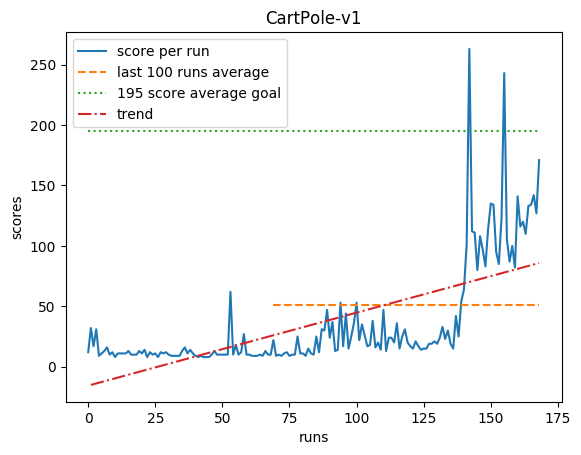 CartPole-v1
score per run
last 100 runs average
195 score average goal
trend
scores
250
200
150
100
50
0
0 25 50 75 100 125 150 175
runs